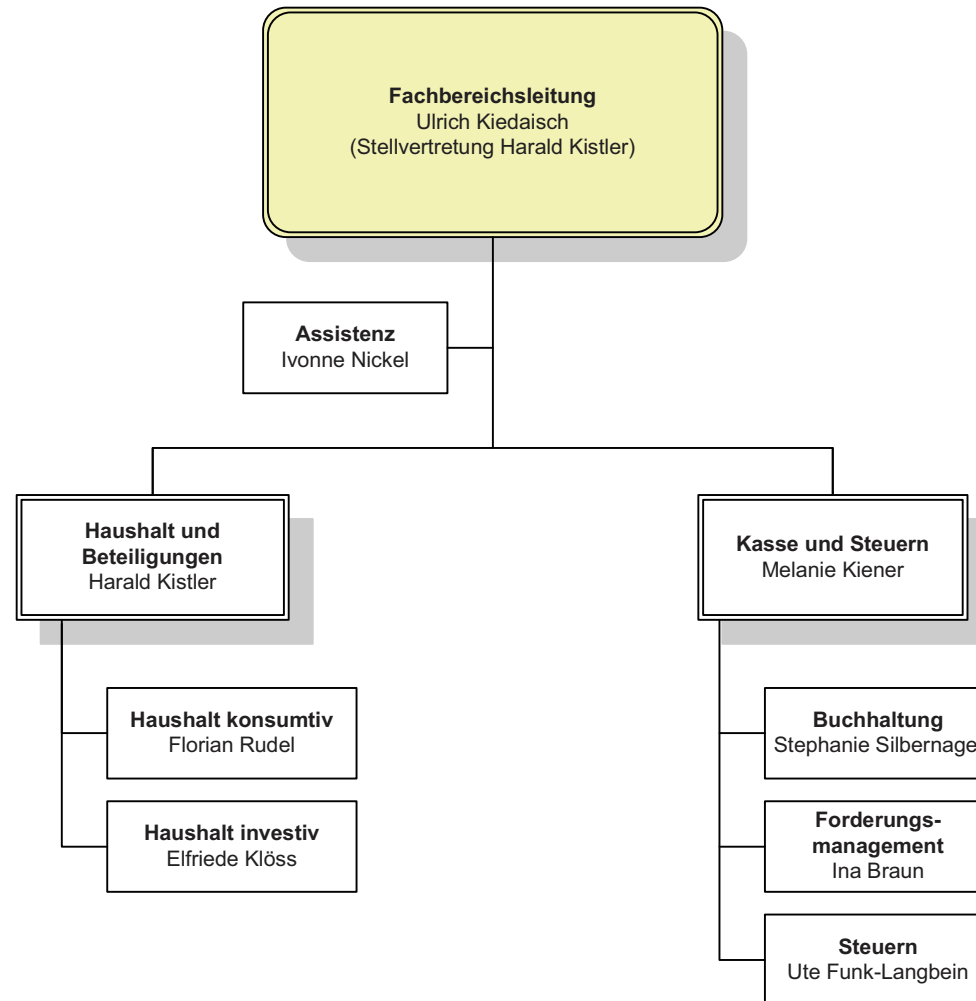 Fachbereichsleitung
Ulrich Kiedaisch
(Stellvertretung Harald Kistler)
Assistenz
Ivonne Nickel
Haushalt und
Beteiligungen
Harald Kistler
Kasse und Steuern
Melanie Kiener
Haushalt konsumtiv
Florian Rudel
Haushalt investiv
Elfriede Klöss
Buchhaltung
Stephanie Silbernage
Forderungs-
management
Ina Braun
Steuern
Ute Funk-Langbein